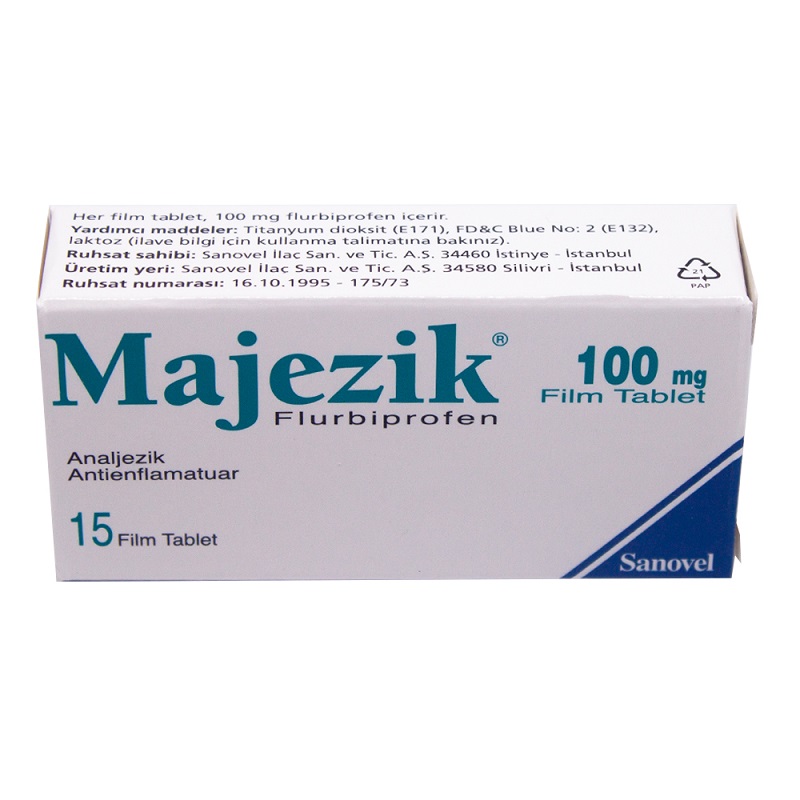 Her film tablet, 100 mg flurbiprofen içerir.
Yardımcı maddeler: Titanyum dioksit (E171), FD&C Blue No: 2 (E132),
laktoz (ilave bilgi için kullanma talimatına bakınız).
Ruhsat sahibi: Sanovel İlaç San. ve Tic. A.Ş. 34460 İstinye - İstanbul
Üretim yeri: Sanovel İlaç San. ve Tic. A.Ş. 34580 Silivri - İstanbul
Ruhsat numarası: 16.10.1995 - 175/73
21
PAP
Majezik®
Flurbiprofen
100 mg
Film Tablet
Analjezik
Antienflamatuar
15 Film Tablet
Sanovel